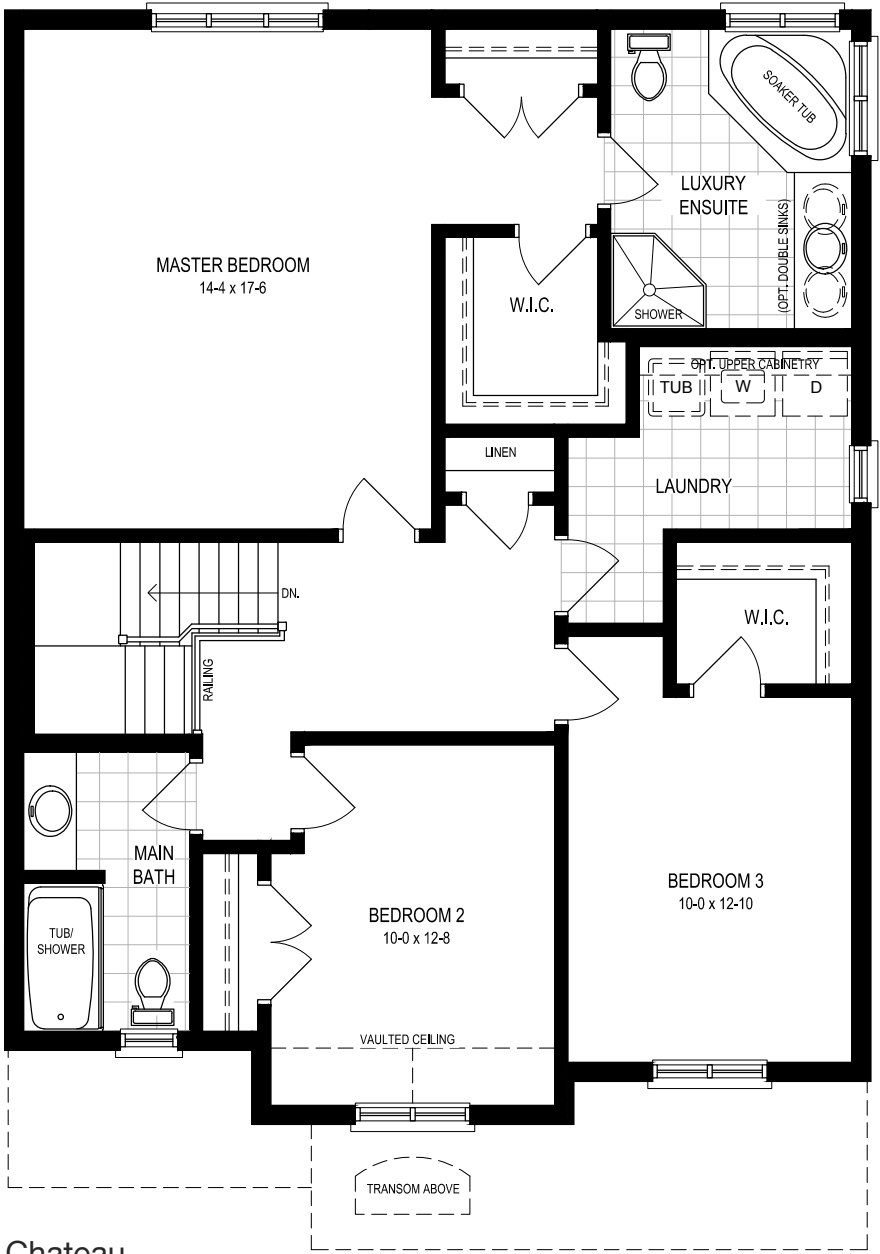 MASTER BEDROOM
14-4 x 17-6
W.I.C.
LUXURY
ENSUITE
SOAKER TUB
(OPT. DOUBLE SINKS)
SHOWER
OPT. UPPER CABINETRY
TUB
W
D
LINEN
LAUNDRY
W.I.C.
DN.
RAILING
MAIN
BATH
TUB/
SHOWER
BEDROOM 2
10-0 x 12-8
VAULTED CEILING
BEDROOM 3
10-0 x 12-10
TRANSOM ABOVE
Chateau